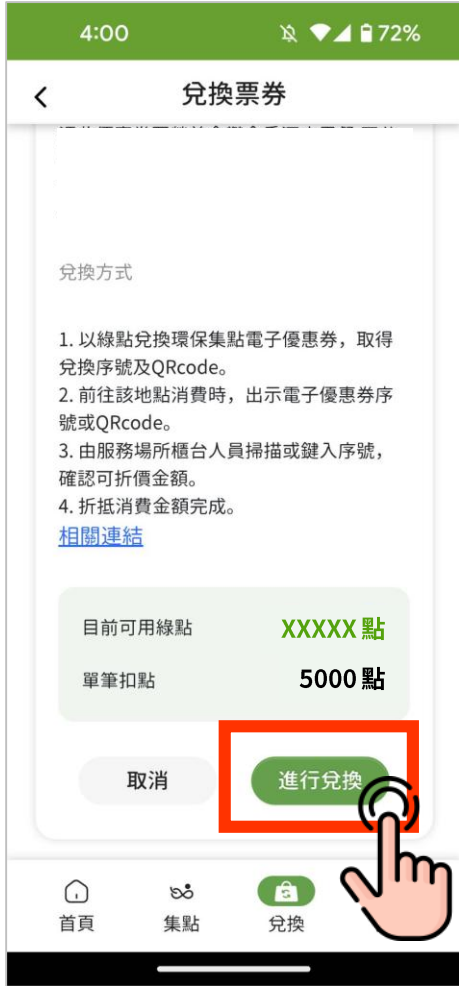 4:00
72%
兌換票券
兌換方式
1. 以綠點兌換環保集點電子優惠券，取得
兌換序號及QRcode。
2. 前往該地點消費時，出示電子優惠券序
號或QRcode。
3. 由服務場所櫃台人員掃描或鍵入序號，
確認可折價金額。
4. 折抵消費金額完成。
相關連結
目前可用綠點 XXXXX 點
單筆扣點 5000 點
取消 進行兌換
首頁 集點 兌換